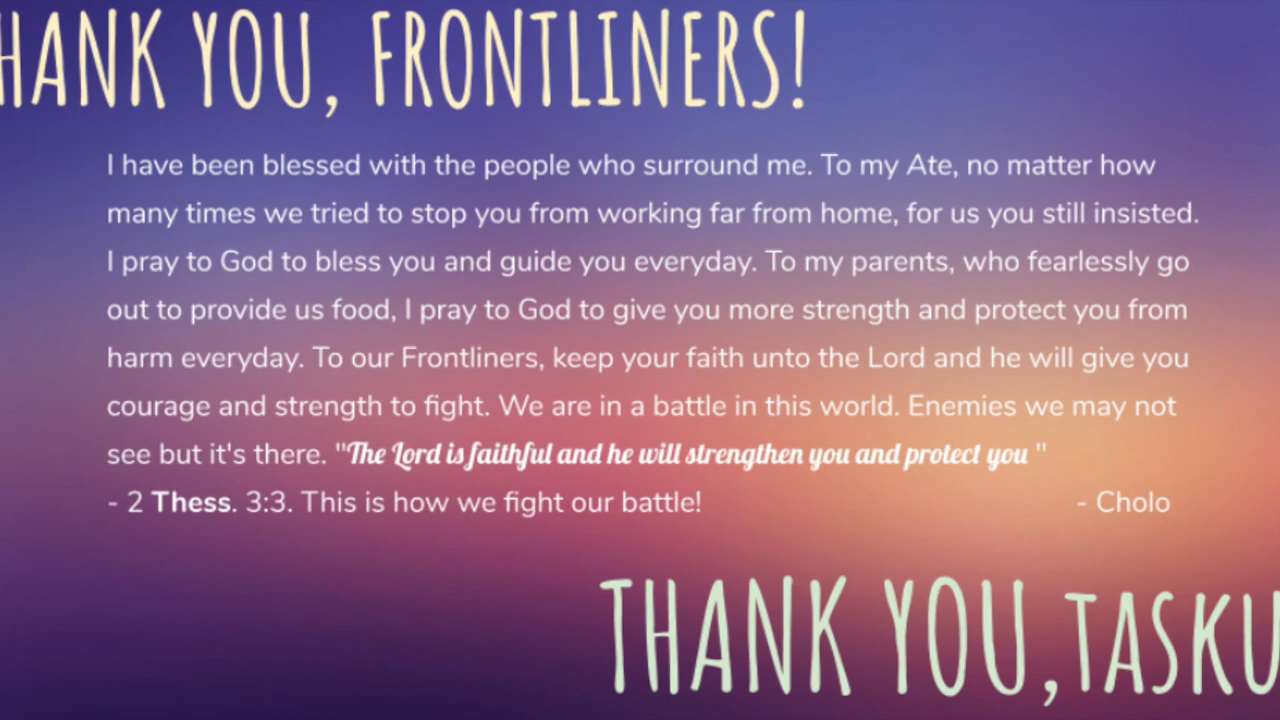 HANK YOU, FRONTLINERS!
I have been blessed with the people who surround me. To my Ate, no matter how
many times we tried to stop you from working far from home, for us you still insisted.
I pray to God to bless you and guide you everyday. To my parents, who fearlessly go
out to provide us food, I pray to God to give you more strength and protect you from
harm everyday. To our Frontliners, keep your faith unto the Lord and he will give you
courage and strength to fight. We are in a battle in this world. Enemies we may not
see but it's there. "The Lord is faithful and he will strengthen you and protect you "
- 2 Thess. 3:3. This is how we fight our battle! - Cholo
THANK YOU,TASKU